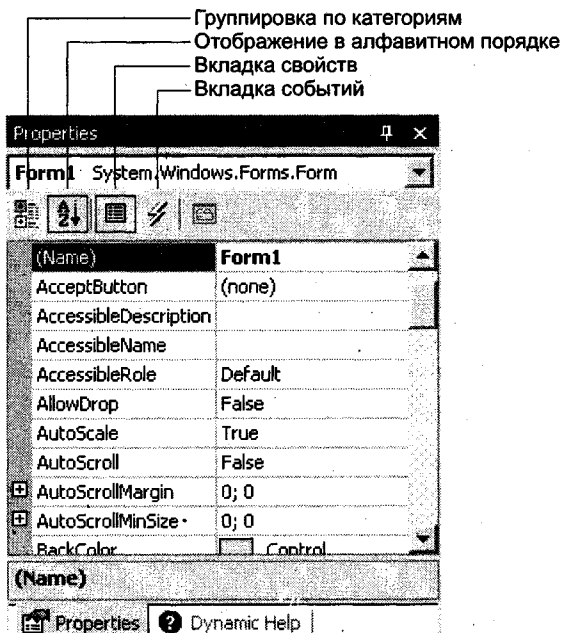 Группировка по категориям
Отображение в алфавитном порядке
Вкладка свойств
Вкладка событий
Properties
Form1 System.Windows.Forms.Form
(Name) Form1
AcceptButton (none)
AccessibleDescription
AccessibleName
AccessibleRole Default
AllowDrop False
AutoScale True
AutoScroll False
AutoScrollMargin 0; 0
AutoScrollMinSize 0; 0
BackColor Control
(Name)
Properties Dynamic Help